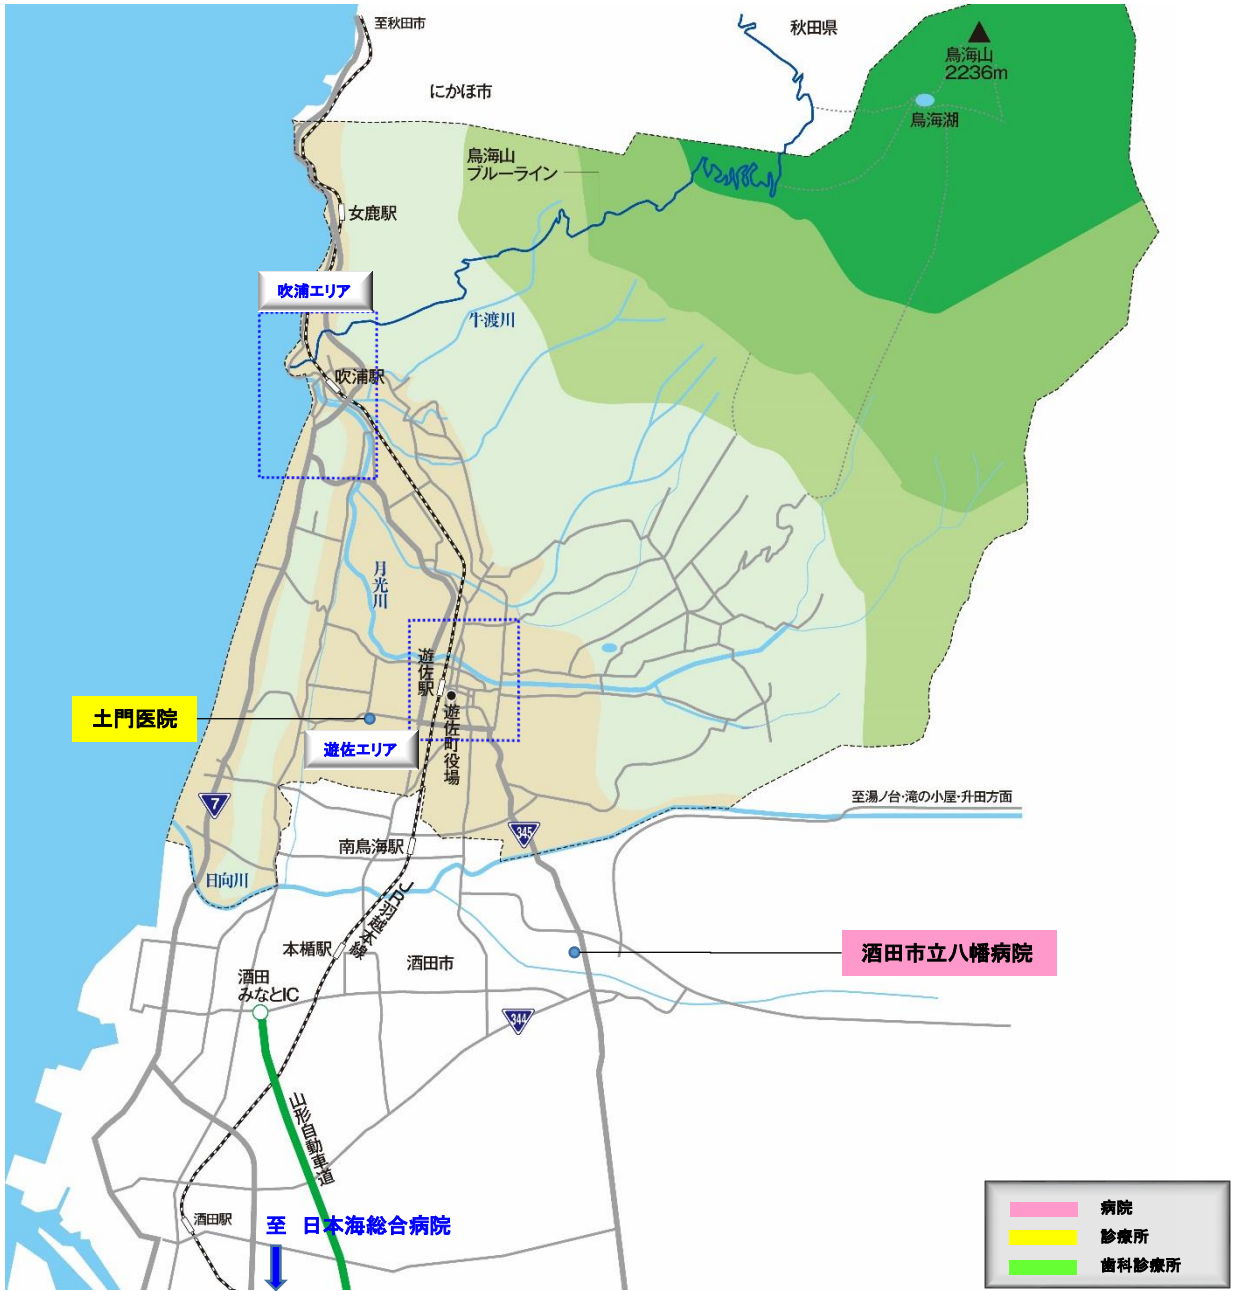 至秋田市
秋田県
鳥海山
2236m
にかほ市
鳥海湖
鳥海山
ブルーライン
女鹿駅
吹浦エリア
牛渡川
吹浦駅
月光川
遊佐駅
土門医院
遊佐町役場
遊佐エリア
7
至湯ノ台・滝の小屋・升田方面
345
南鳥海駅
日向川
JR羽越本線
本楯駅
酒田市
酒田市立八幡病院
酒田
みなとIC
344
山形自動車道
酒田駅
至 日本海総合病院
病院
診療所
歯科診療所